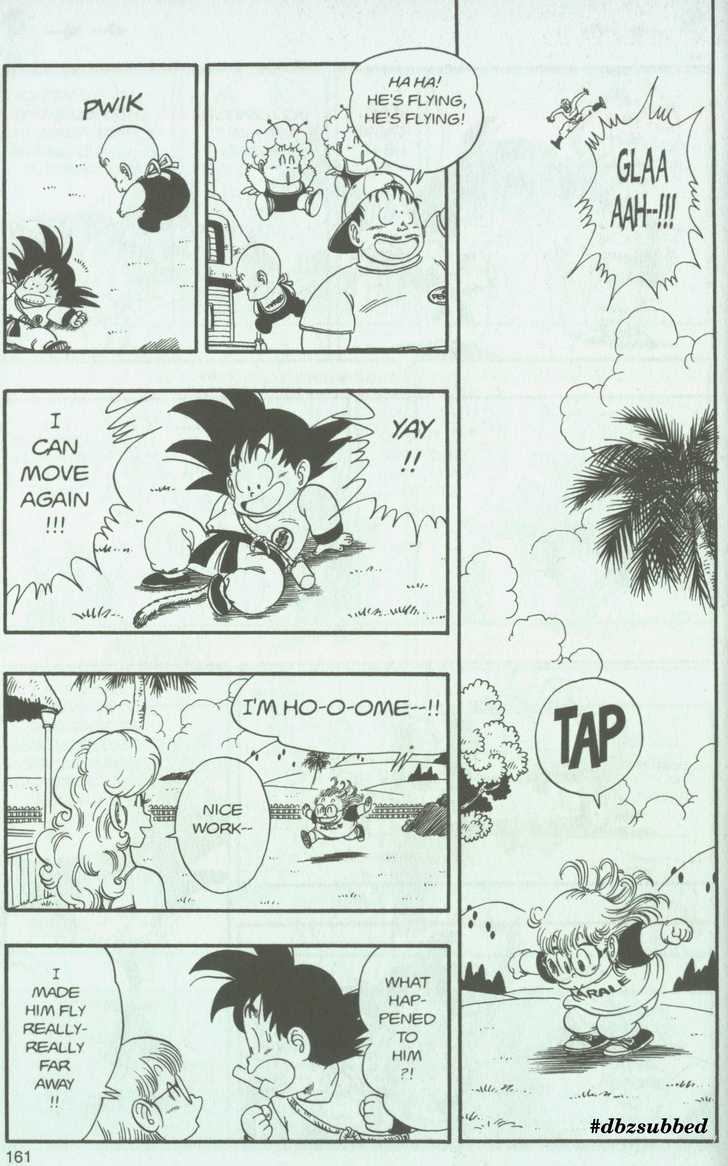 GLAA
AAH--!!!
TAP
ARALE
HA HA!
HE'S FLYING,
HE'S FLYING!
PWIK
YAY
!!
I
CAN
MOVE
AGAIN
!!!
I'M HO-O-OME--!!
NICE
WORK--
WHAT
HAP-
PENED
TO
HIM
?!
I
MADE
HIM FLY
REALLY-
REALLY
FAR
AWAY
!!
161
#dbzsubbed